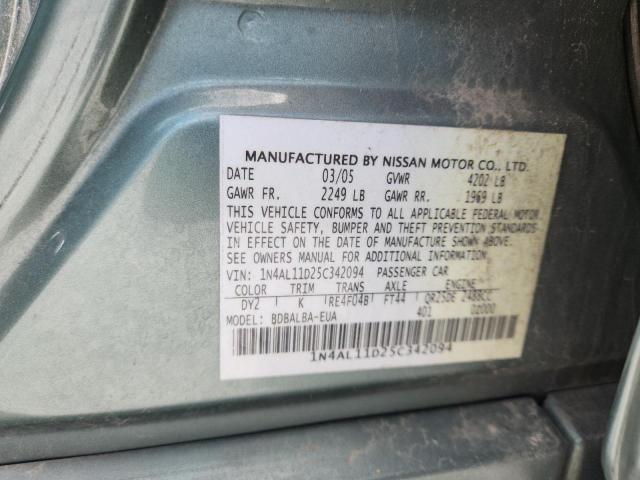 MANUFACTURED BY NISSAN MOTOR CO., LTD.
DATE 03/05 GVWR 4202 LB
GAWR FR. 2249 LB GAWR RR. 1969 LB
THIS VEHICLE CONFORMS TO ALL APPLICABLE FEDERAL MOTOR
VEHICLE SAFETY, BUMPER AND THEFT PREVENTION STANDARDS
IN EFFECT ON THE DATE OF MANUFACTURE SHOWN ABOVE.
SEE OWNERS MANUAL FOR ADDITIONAL INFORMATION
VIN: 1N4AL11D25C342094 PASSENGER CAR
COLOR TRIM TRANS AXLE ENGINE
DY2 K RE4F04B FT44 QR25DE 2488CC
MODEL: BDBALBA-EUA 401 02000
1N4AL11D25C342094